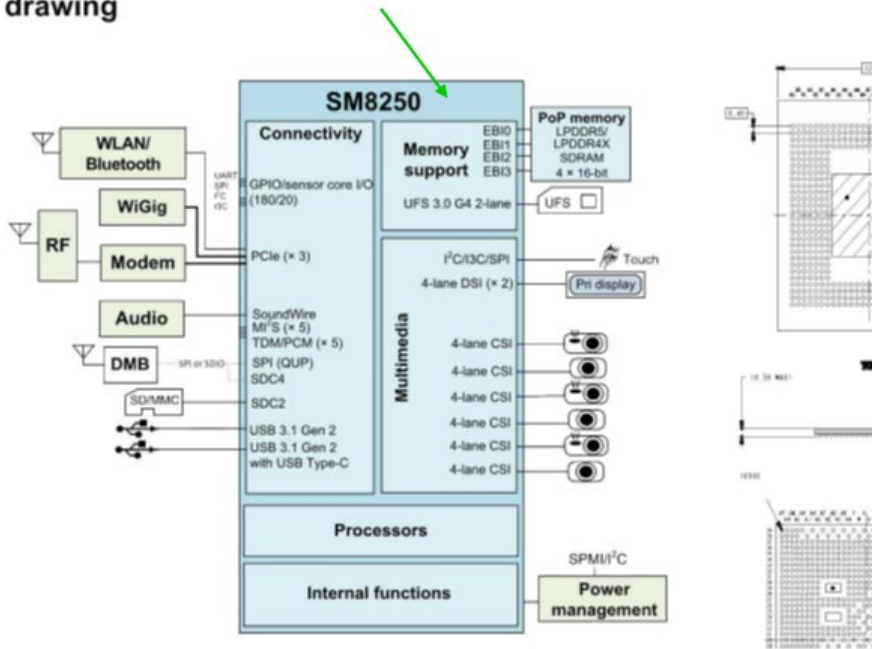 drawing
SM8250
Connectivity
GPIO/sensor core I/O
(180/20)
PCIe (× 3)
SoundWire
MI²S (× 5)
TDM/PCM (× 5)
SPI (QUP)
SDC4
SDC2
USB 3.1 Gen 2
USB 3.1 Gen 2
with USB Type-C
WLAN/
Bluetooth
UART
SPI
I²C
I3C
WiGig
RF
Modem
Audio
DMB
SPI or SDIO
SD/MMC
Memory
support
EBI0
EBI1
EBI2
EBI3
UFS 3.0 G4 2-lane
PoP memory
LPDDR5/
LPDDR4X
SDRAM
4 × 16-bit
UFS
Multimedia
I²C/I3C/SPI
Touch
4-lane DSI (× 2)
Pri display
4-lane CSI
4-lane CSI
4-lane CSI
4-lane CSI
4-lane CSI
4-lane CSI
Processors
Internal functions
SPMI/I²C
Power
management